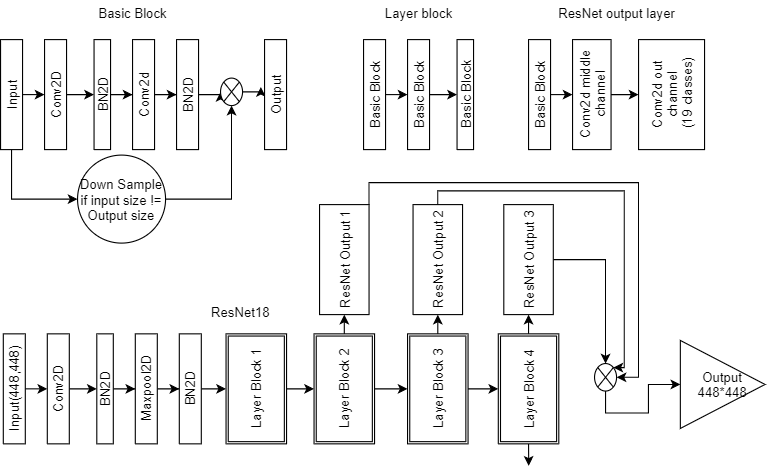 Basic Block
Layer block
ResNet output layer
Input
Conv2D
BN2D
Conv2d
BN2D
Output
Down Sample
if input size !=
Output size
Basic Block
Basic Block
Basic Block
Basic Block
Conv2d middle
channel
Conv2d out
channel
(19 classes)
ResNet Output 1
ResNet Output 2
ResNet Output 3
ResNet18
Input(448,448)
Conv2D
BN2D
Maxpool2D
BN2D
Layer Block 1
Layer Block 2
Layer Block 3
Layer Block 4
Output
448*448